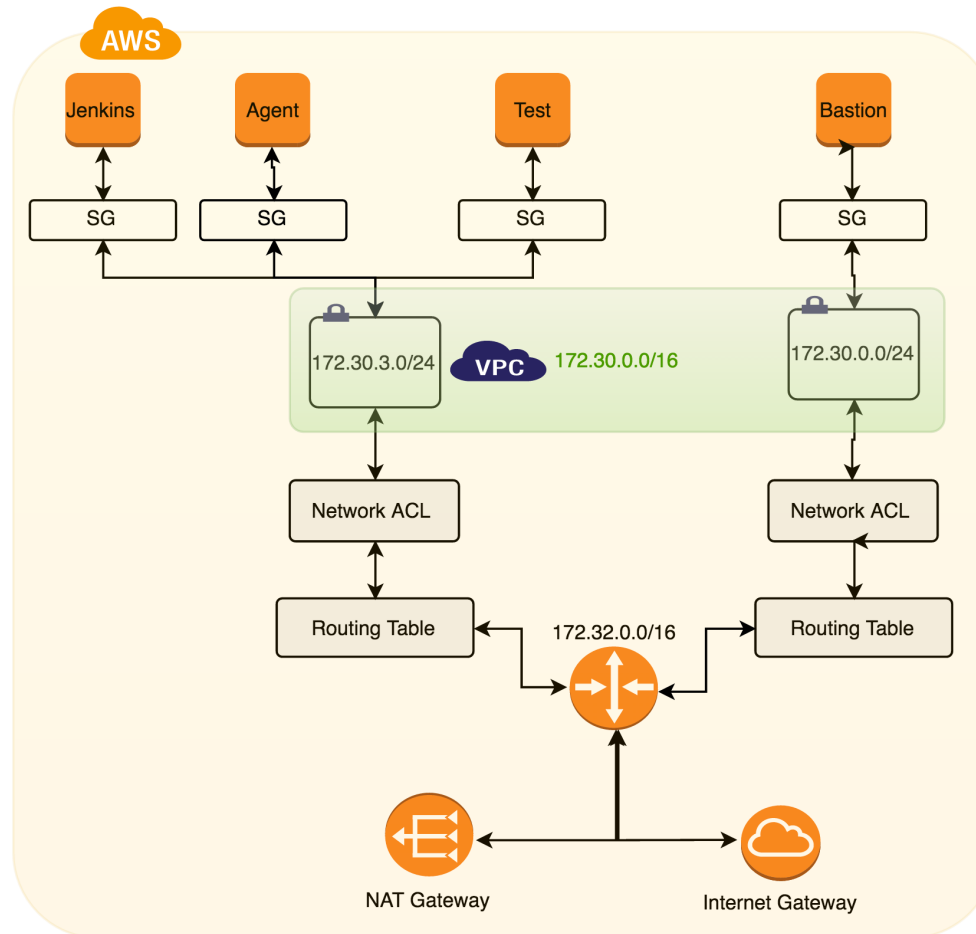 AWS
Jenkins
Agent
Test
Bastion
SG
SG
SG
SG
172.30.3.0/24
VPC
172.30.0.0/16
172.30.0.0/24
Network ACL
Network ACL
Routing Table
172.32.0.0/16
Routing Table
NAT Gateway
Internet Gateway